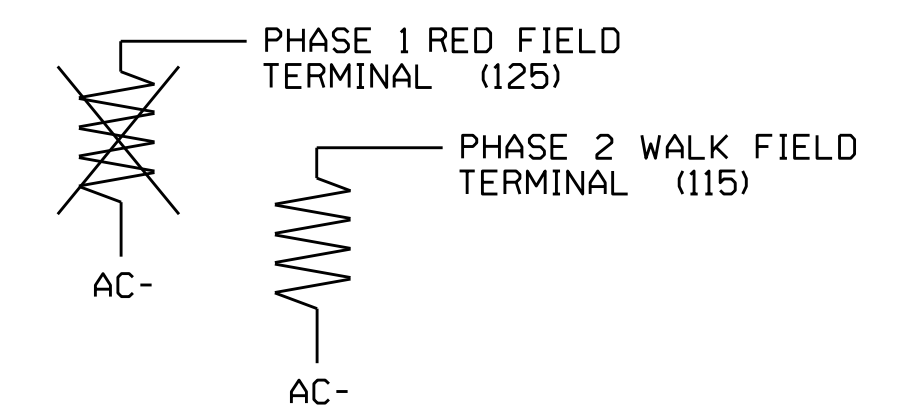 PHASE 1 RED FIELD
TERMINAL (125)
AC-
PHASE 2 WALK FIELD
TERMINAL (115)
AC-